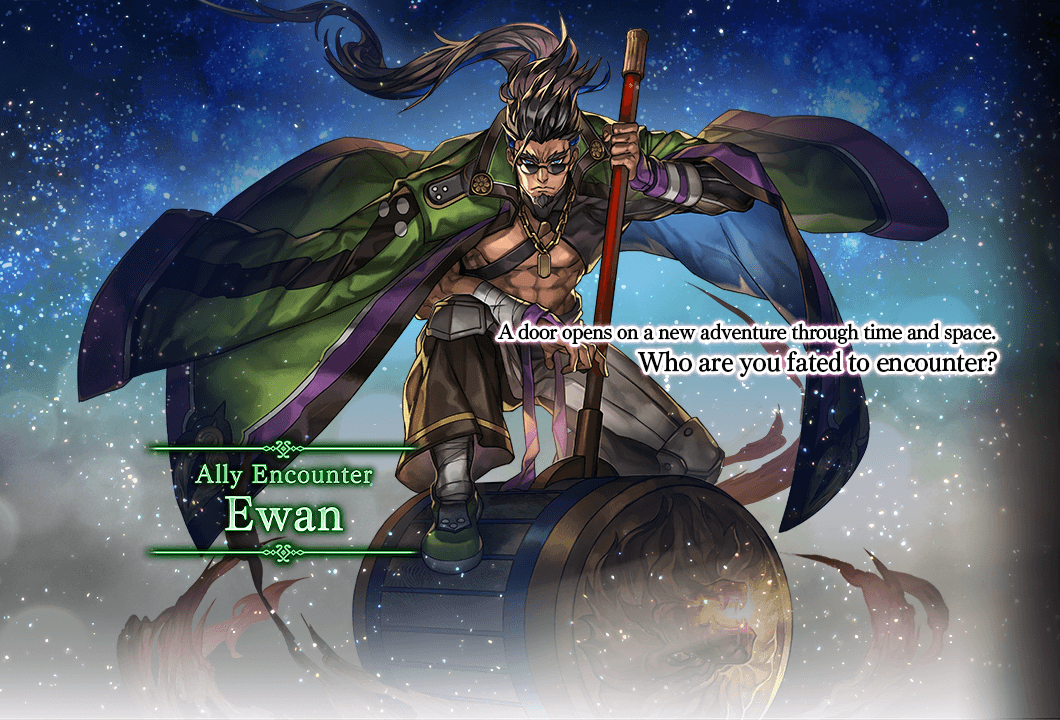 A door opens on a new adventure through time and space.
Who are you fated to encounter?
Ally Encounter
Ewan